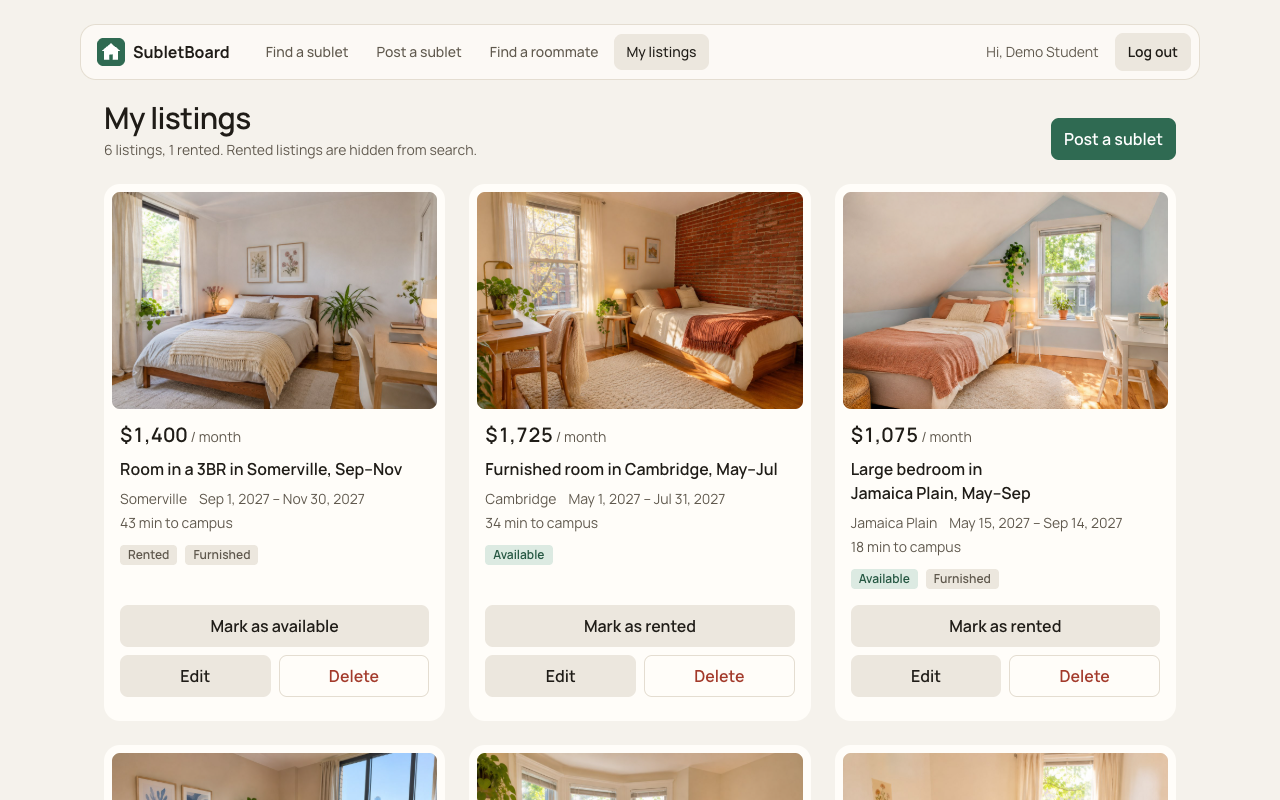 SubletBoard
Find a sublet
Post a sublet
Find a roommate
My listings
Hi, Demo Student
Log out
My listings
6 listings, 1 rented. Rented listings are hidden from search.
Post a sublet
$1,400 / month
Room in a 3BR in Somerville, Sep–Nov
Somerville Sep 1, 2027 – Nov 30, 2027
43 min to campus
Rented Furnished
Mark as available
Edit Delete
$1,725 / month
Furnished room in Cambridge, May–Jul
Cambridge May 1, 2027 – Jul 31, 2027
34 min to campus
Available
Mark as rented
Edit Delete
$1,075 / month
Large bedroom in
Jamaica Plain, May–Sep
Jamaica Plain May 15, 2027 – Sep 14, 2027
18 min to campus
Available Furnished
Mark as rented
Edit Delete